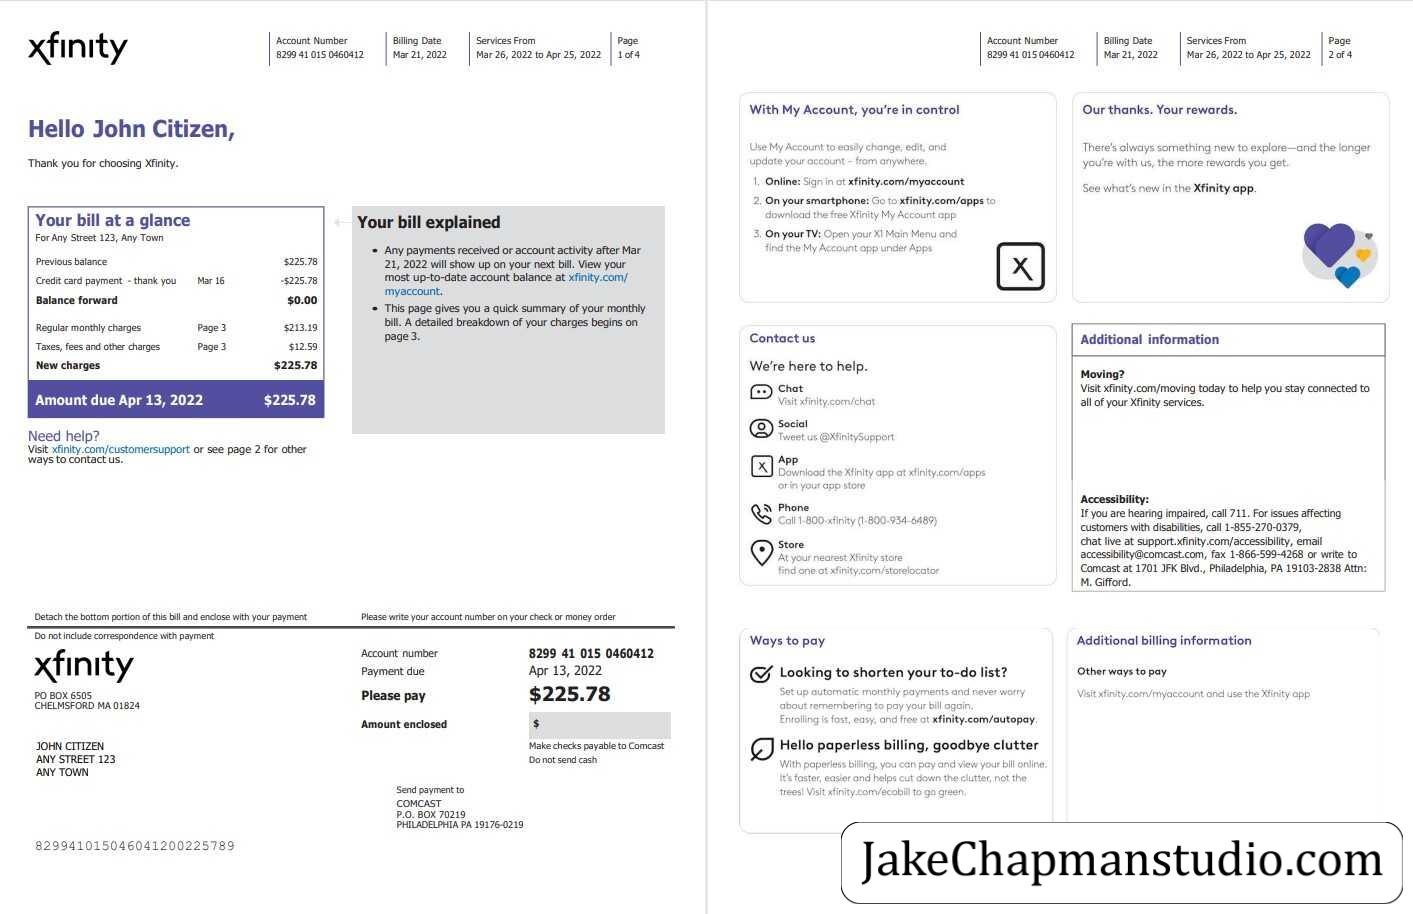 xfinity
Account Number
8299 41 015 0460412
Billing Date
Mar 21, 2022
Services From
Mar 26, 2022 to Apr 25, 2022
Page
1 of 4
Hello John Citizen,
Thank you for choosing Xfinity.
Your bill at a glance
For Any Street 123, Any Town
Previous balance $225.78
Credit card payment - thank you Mar 16 -$225.78
Balance forward $0.00
Regular monthly charges Page 3 $213.19
Taxes, fees and other charges Page 3 $12.59
New charges $225.78
Amount due Apr 13, 2022 $225.78
Need help?
Visit xfinity.com/customersupport or see page 2 for other
ways to contact us.
Your bill explained
• Any payments received or account activity after Mar
21, 2022 will show up on your next bill. View your
most up-to-date account balance at xfinity.com/
myaccount.
• This page gives you a quick summary of your monthly
bill. A detailed breakdown of your charges begins on
page 3.
Detach the bottom portion of this bill and enclose with your payment
Please write your account number on your check or money order
Do not include correspondence with payment
xfinity
PO BOX 6505
CHELMSFORD MA 01824
JOHN CITIZEN
ANY STREET 123
ANY TOWN
Account number 8299 41 015 0460412
Payment due Apr 13, 2022
Please pay $225.78
Amount enclosed $
Make checks payable to Comcast
Do not send cash
Send payment to
COMCAST
P.O. BOX 70219
PHILADELPHIA PA 19176-0219
829941015046041200225789
Account Number
8299 41 015 0460412
Billing Date
Mar 21, 2022
Services From
Mar 26, 2022 to Apr 25, 2022
Page
2 of 4
With My Account, you're in control
Use My Account to easily change, edit, and
update your account – from anywhere.
1. Online: Sign in at xfinity.com/myaccount
2. On your smartphone: Go to xfinity.com/apps to
download the free Xfinity My Account app
3. On your TV: Open your X1 Main Menu and
find the My Account app under Apps
X
Our thanks. Your rewards.
There's always something new to explore—and the longer
you're with us, the more rewards you get.
See what's new in the Xfinity app.
Contact us
We're here to help.
Chat
Visit xfinity.com/chat
Social
Tweet us @XfinitySupport
X
App
Download the Xfinity app at xfinity.com/apps
or in your app store
Phone
Call 1-800-xfinity (1-800-934-6489)
Store
At your nearest Xfinity store
find one at xfinity.com/storelocator
Additional information
Moving?
Visit xfinity.com/moving today to help you stay connected to
all of your Xfinity services.
Accessibility:
If you are hearing impaired, call 711. For issues affecting
customers with disabilities, call 1-855-270-0379,
chat live at support.xfinity.com/accessibility, email
accessibility@comcast.com, fax 1-866-599-4268 or write to
Comcast at 1701 JFK Blvd., Philadelphia, PA 19103-2838 Attn:
M. Gifford.
Ways to pay
Looking to shorten your to-do list?
Set up automatic monthly payments and never worry
about remembering to pay your bill again.
Enrolling is fast, easy, and free at xfinity.com/autopay.
Hello paperless billing, goodbye clutter
With paperless billing, you can pay and view your bill online.
It's faster, easier and helps cut down the clutter, not the
trees! Visit xfinity.com/ecobill to go green.
Additional billing information
Other ways to pay
Visit xfinity.com/myaccount and use the Xfinity app
JakeChapmanstudio.com